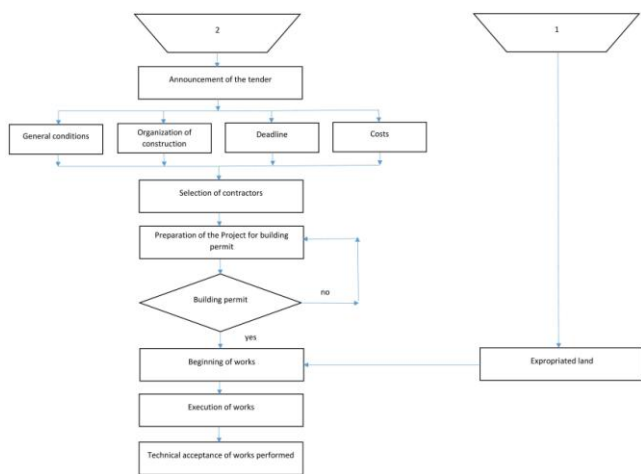 2
1
Announcement of the tender
General conditions
Organization of
construction
Deadline
Costs
Selection of contractors
Preparation of the Project for building
permit
Building permit
no
yes
Beginning of works
Expropriated land
Execution of works
Technical acceptance of works performed